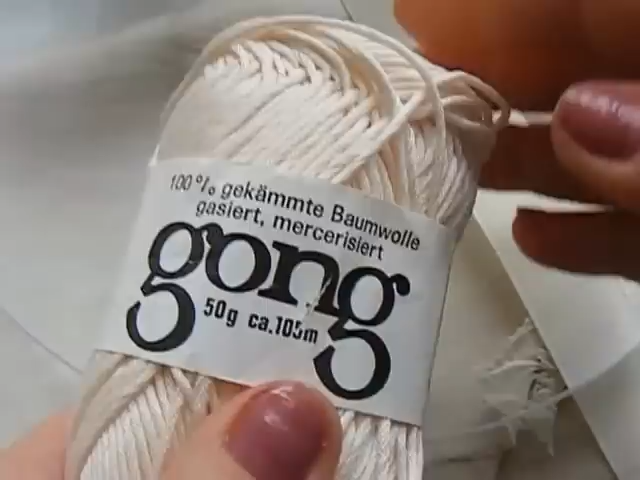 100% gekämmte Baumwolle
gasiert, mercerisiert
gong
50g ca.105m